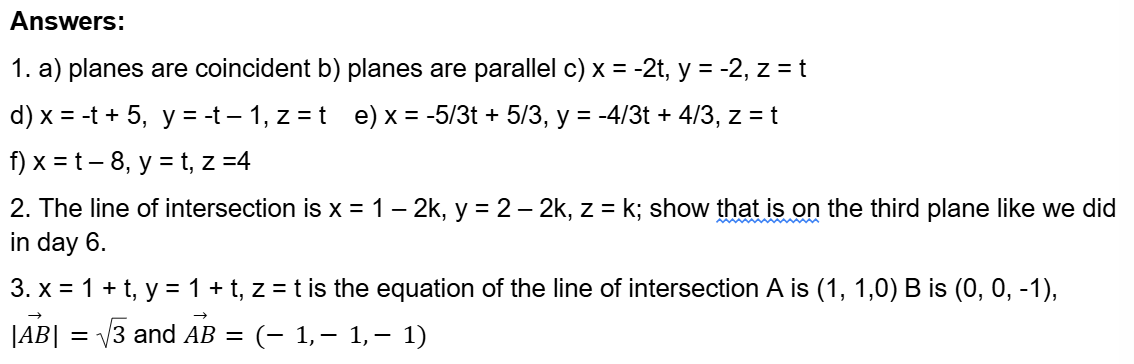 Answers:
1. a) planes are coincident b) planes are parallel c) x = -2t, y = -2, z = t
d) x = -t + 5, y = -t – 1, z = t e) x = -5/3t + 5/3, y = -4/3t + 4/3, z = t
f) x = t – 8, y = t, z =4
2. The line of intersection is x = 1 – 2k, y = 2 – 2k, z = k; show that is on the third plane like we did
in day 6.
3. x = 1 + t, y = 1 + t, z = t is the equation of the line of intersection A is (1, 1,0) B is (0, 0, -1),
|A⃗B⃗| = √3 and A⃗B⃗ = (− 1, − 1, − 1)